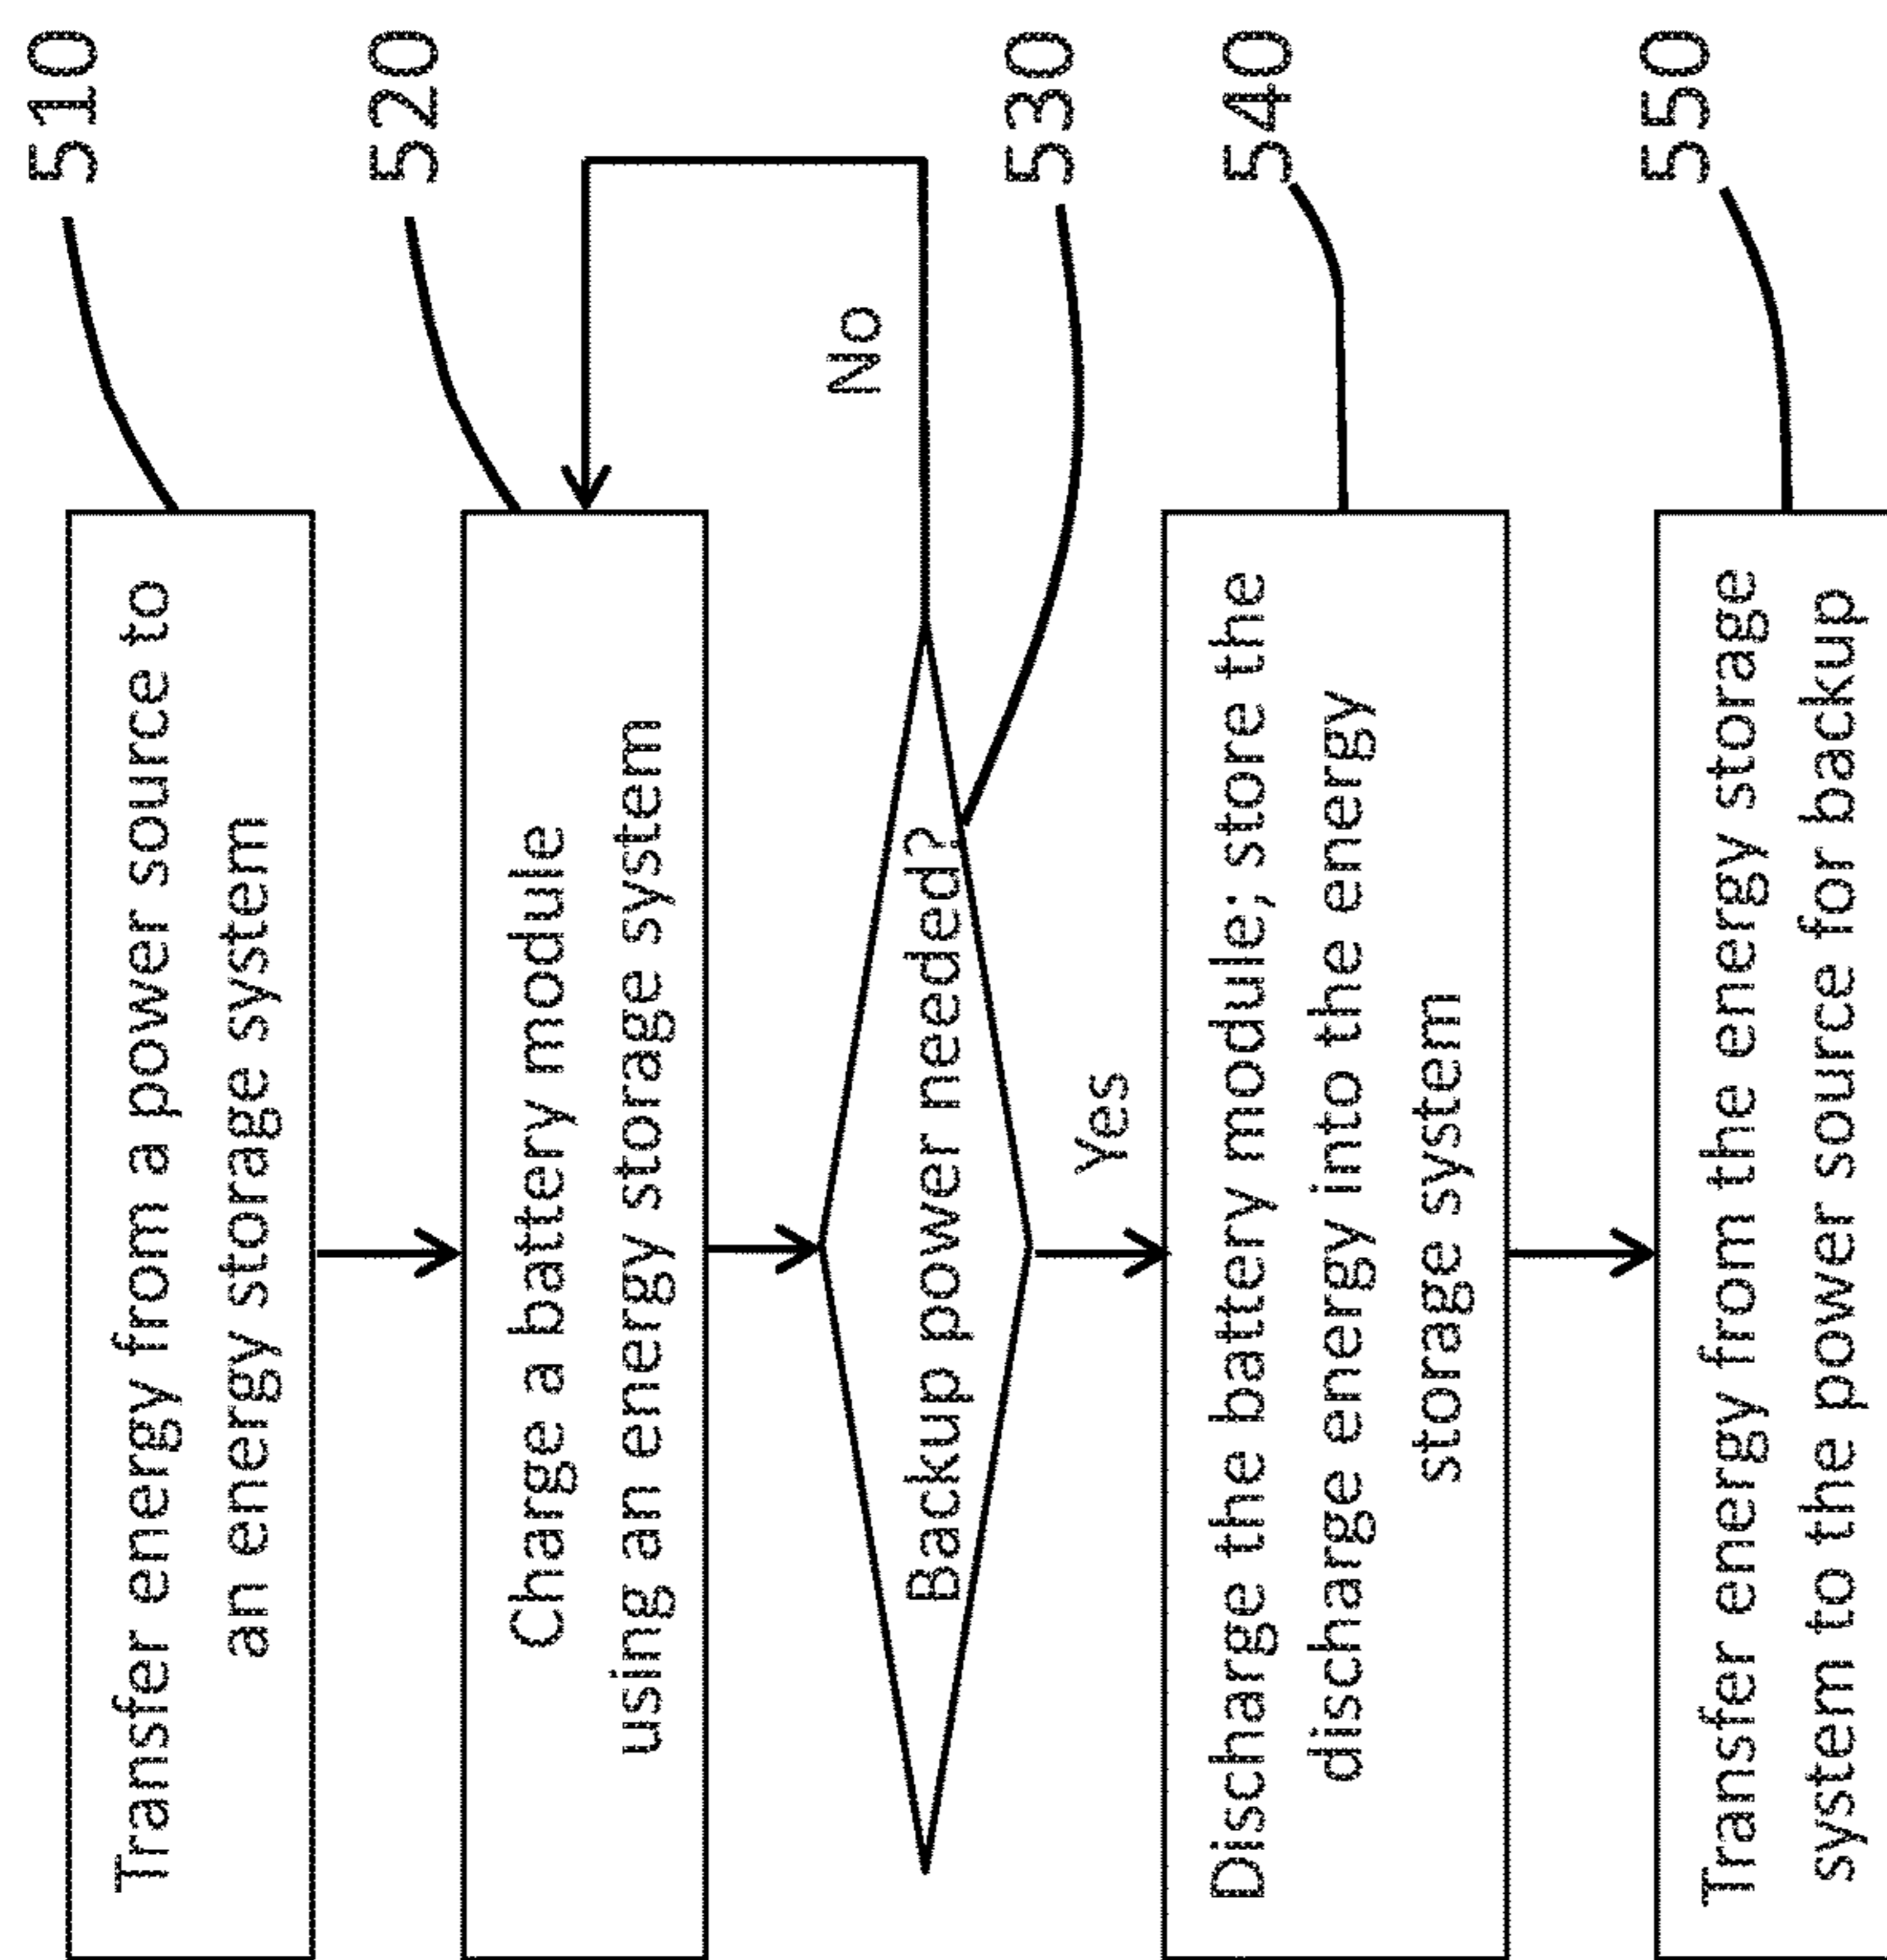 510
Transfer energy from a power source to
an energy storage system
520
Charge a battery module
using an energy storage system
No
530
Backup power needed?
Yes
540
Discharge the battery module; store the
discharge energy into the energy
storage system
550
Transfer energy from the energy storage
system to the power source for backup